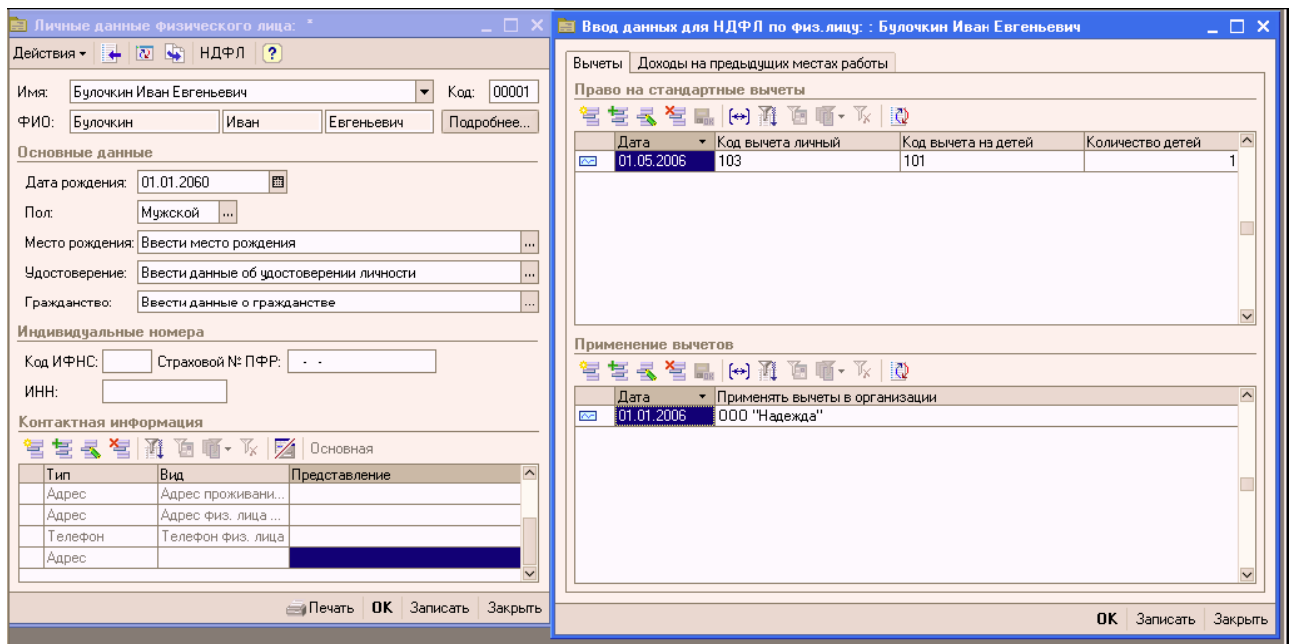 Личные данные физического лица: *
Действия НДФЛ ?
Имя: Булочкин Иван Евгеньевич Код: 00001
ФИО: Булочкин Иван Евгеньевич Подробнее...
Основные данные
Дата рождения: 01.01.2060
Пол: Мужской ...
Место рождения: Ввести место рождения ...
Удостоверение: Ввести данные об удостоверении личности ...
Гражданство: Ввести данные о гражданстве ...
Индивидуальные номера
Код ИФНС: Страховой № ПФР: - -
ИНН:
Контактная информация
Основная
Тип Вид Представление
Адрес Адрес проживани...
Адрес Адрес физ. лица ...
Телефон Телефон физ. лица
Адрес
Печать OK Записать Закрыть
Ввод данных для НДФЛ по физ.лицу: : Булочкин Иван Евгеньевич
Вычеты Доходы на предыдущих местах работы
Право на стандартные вычеты
Дата Код вычета личный Код вычета на детей Количество детей
01.05.2006 103 101 1
Применение вычетов
Дата Применять вычеты в организации
01.01.2006 ООО "Надежда"
OK Записать Закрыть